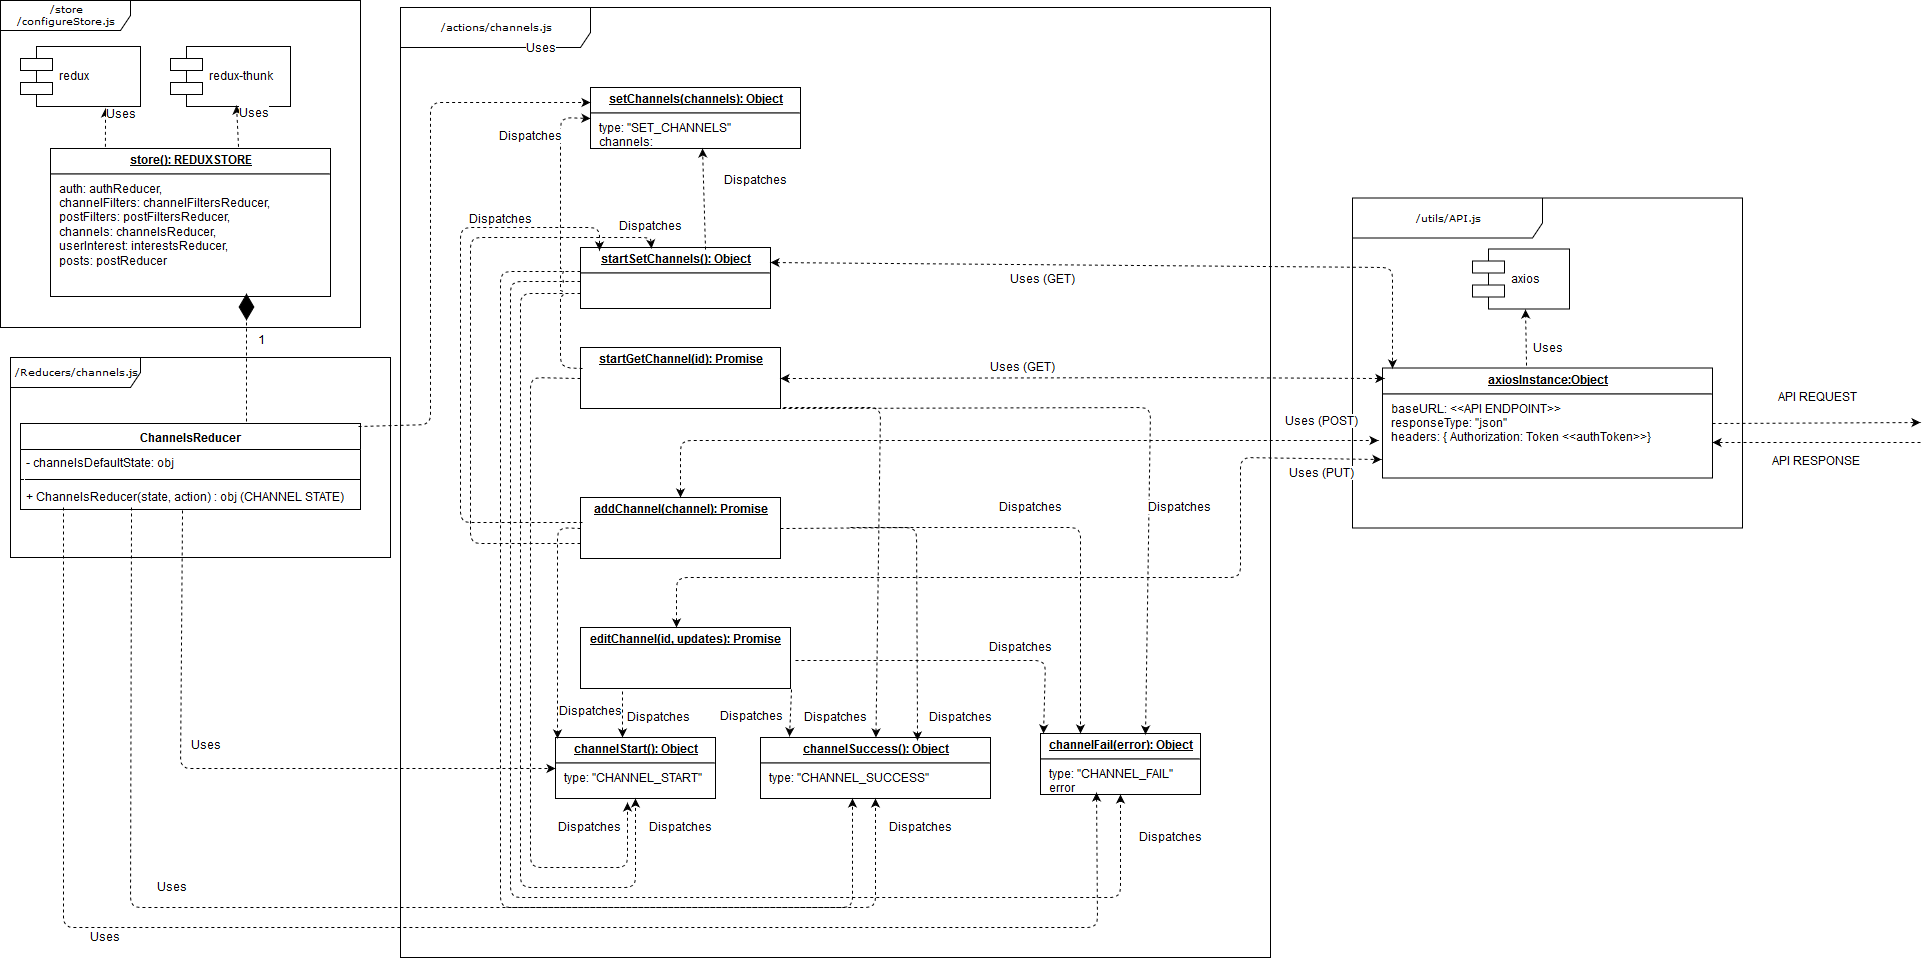 /store
/configureStore.js
redux
redux-thunk
Uses
Uses
store(): REDUXSTORE
auth: authReducer,
channelFilters: channelFiltersReducer,
postFilters: postFiltersReducer,
channels: channelsReducer,
userInterest: interestsReducer,
posts: postReducer
1
/Reducers/channels.js
ChannelsReducer
- channelsDefaultState: obj
+ ChannelsReducer(state, action) : obj (CHANNEL STATE)
Uses
Uses
Uses
/actions/channels.js
Uses
setChannels(channels): Object
type: "SET_CHANNELS"
channels:
Dispatches
Dispatches
Dispatches
Dispatches
startSetChannels(): Object
Uses (GET)
startGetChannel(id): Promise
Uses (GET)
Uses (POST)
Uses (PUT)
addChannel(channel): Promise
Dispatches
Dispatches
editChannel(id, updates): Promise
Dispatches
Dispatches
Dispatches
Dispatches
Dispatches
Dispatches
channelStart(): Object
type: "CHANNEL_START"
channelSuccess(): Object
type: "CHANNEL_SUCCESS"
channelFail(error): Object
type: "CHANNEL_FAIL"
error
Dispatches
Dispatches
Dispatches
Dispatches
/utils/API.js
axios
Uses
axiosInstance:Object
baseURL: <<API ENDPOINT>>
responseType: "json"
headers: { Authorization: Token <<authToken>>}
API REQUEST
API RESPONSE